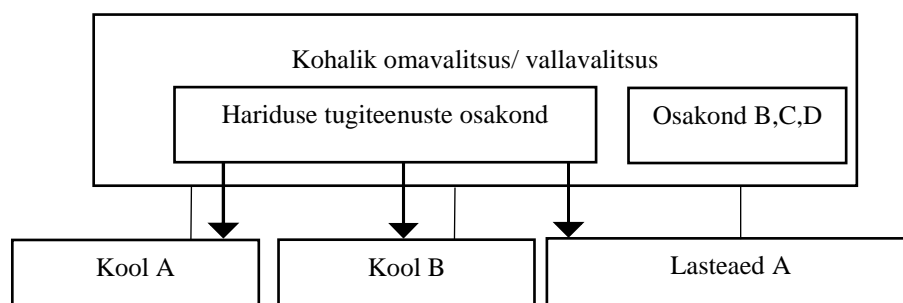 Kohalik omavalitsus/ vallavalitsus
Hariduse tugiteenuste osakond
Osakond B,C,D
Kool A
Kool B
Lasteaed A